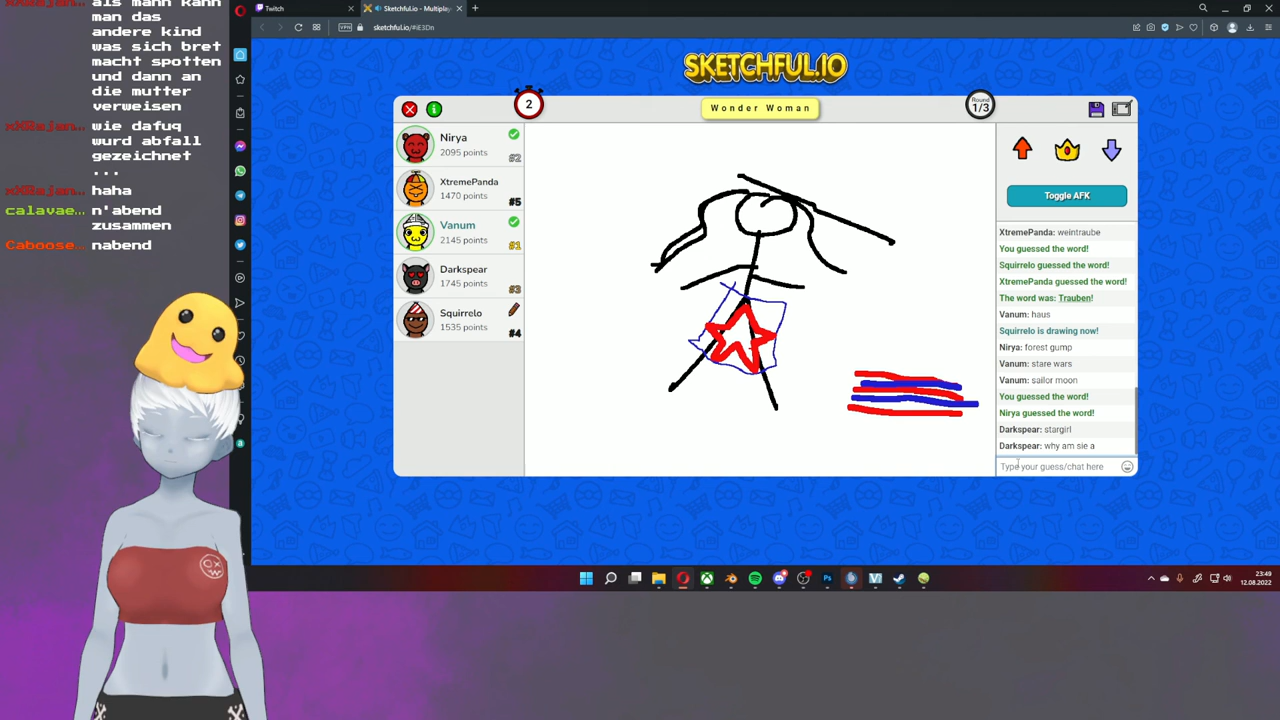 als mann kann
man das
andere kind
was sich bret
macht spotten
und dann an
die mutter
verweisen
wie dafuq
wurd abfall
gezeichnet
...
haha
calavae… n'abend
zusammen
Caboose… nabend
Twitch
Sketchful.io - Multiplay
VPN
sketchful.io/#iE3Dn
SKETCHFUL.IO
2
Wonder Woman
Round
1/3
Nirya
2095 points
#2
XtremePanda
1470 points
#5
Vanum
2145 points
#1
Darkspear
1745 points
#3
Squirrelo
1535 points
#4
Toggle AFK
XtremePanda: weintraube
You guessed the word!
Squirrelo guessed the word!
XtremePanda guessed the word!
The word was: Trauben!
Vanum: haus
Squirrelo is drawing now!
Nirya: forest gump
Vanum: stare wars
Vanum: sailor moon
You guessed the word!
Nirya guessed the word!
Darkspear: stargirl
Darkspear: why am sie a
Type your guess/chat here
23:49
12.08.2022